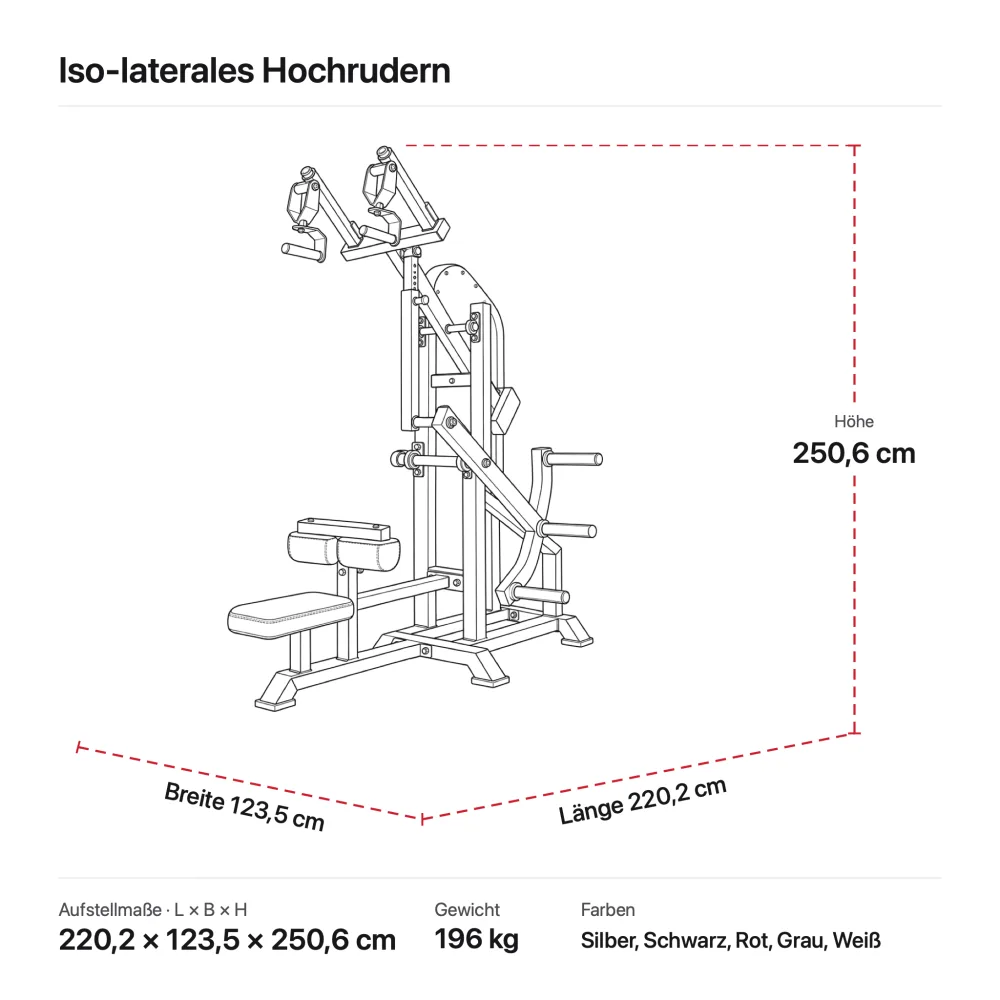 Iso-laterales Hochrudern
Höhe
250,6 cm
Breite 123,5 cm
Länge 220,2 cm
Aufstellmaße · L × B × H
220,2 × 123,5 × 250,6 cm
Gewicht
196 kg
Farben
Silber, Schwarz, Rot, Grau, Weiß